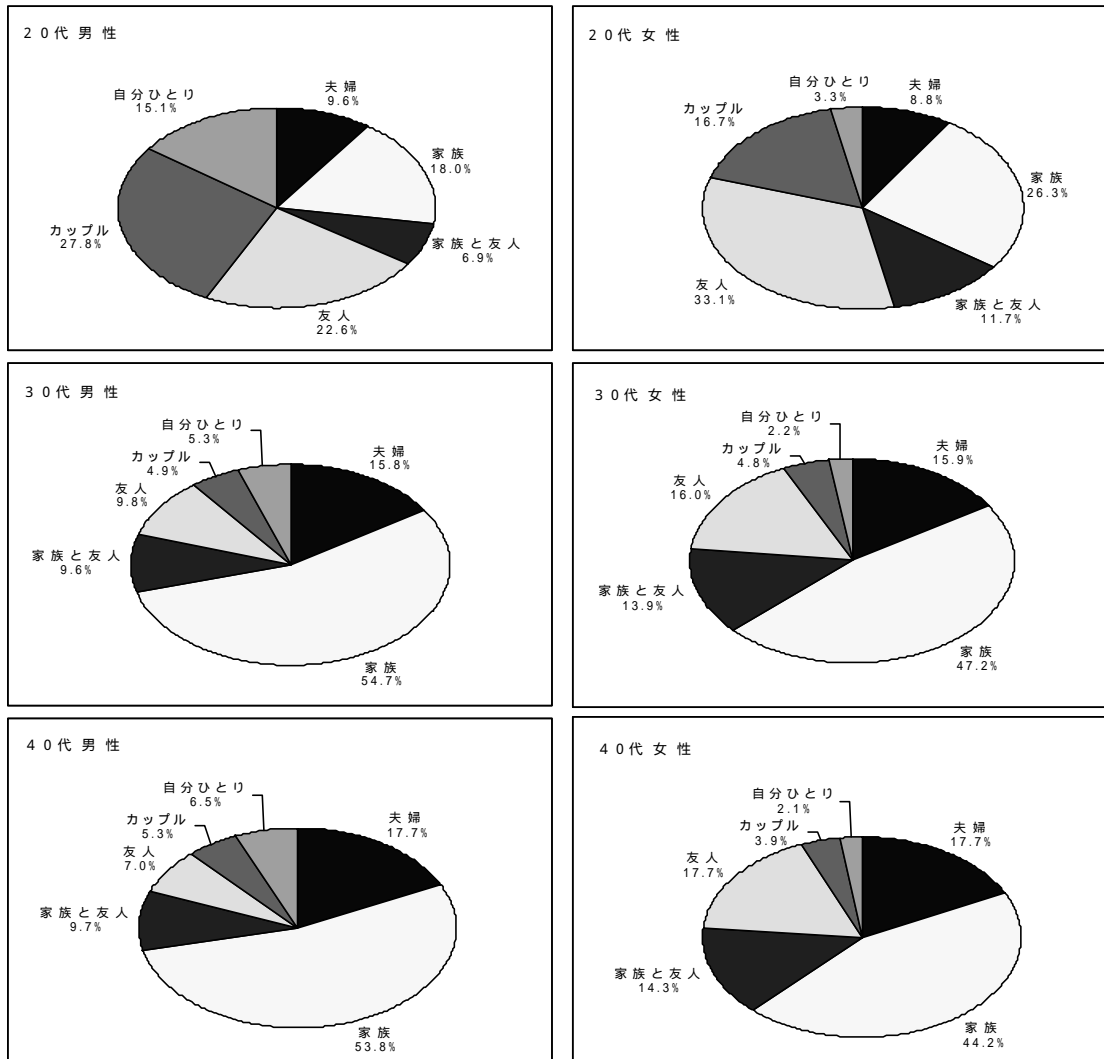 20代男性
夫婦
9.6%
家族
18.0%
家族と友人
6.9%
友人
22.6%
カップル
27.8%
自分ひとり
15.1%
20代女性
夫婦
8.8%
家族
26.3%
家族と友人
11.7%
友人
33.1%
カップル
16.7%
自分ひとり
3.3%
30代男性
夫婦
15.8%
家族
54.7%
家族と友人
9.6%
友人
9.8%
カップル
4.9%
自分ひとり
5.3%
30代女性
夫婦
15.9%
家族
47.2%
家族と友人
13.9%
友人
16.0%
カップル
4.8%
自分ひとり
2.2%
40代男性
夫婦
17.7%
家族
53.8%
家族と友人
9.7%
友人
7.0%
カップル
5.3%
自分ひとり
6.5%
40代女性
夫婦
17.7%
家族
44.2%
家族と友人
14.3%
友人
17.7%
カップル
3.9%
自分ひとり
2.1%